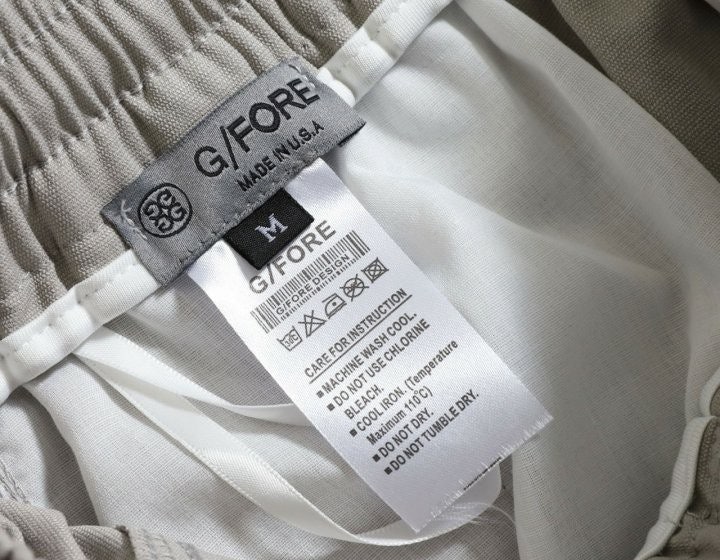 G/FORE
MADE IN U.S.A
M
G/FORE
G/FORE DESIGN
CARE FOR INSTRUCTION
■ MACHINE WASH COOL.
■ DO NOT USE CHLORINE
BLEACH.
■ COOL IRON. (Temperature
Maximum 110°C)
■ DO NOT DRY.
■ DO NOT TUMBLE DRY.